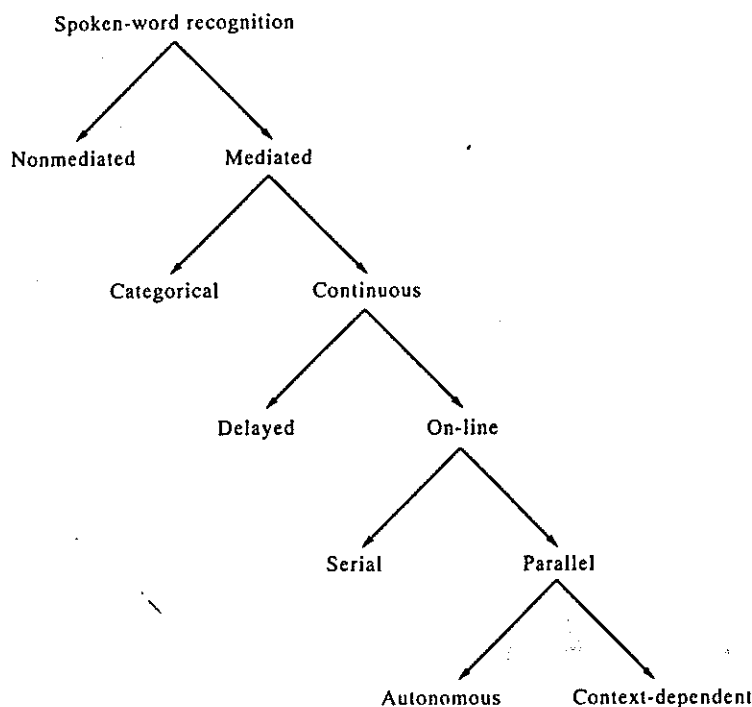 Spoken-word recognition
Nonmediated Mediated
Categorical Continuous
Delayed On-line
Serial Parallel
Autonomous Context-dependent